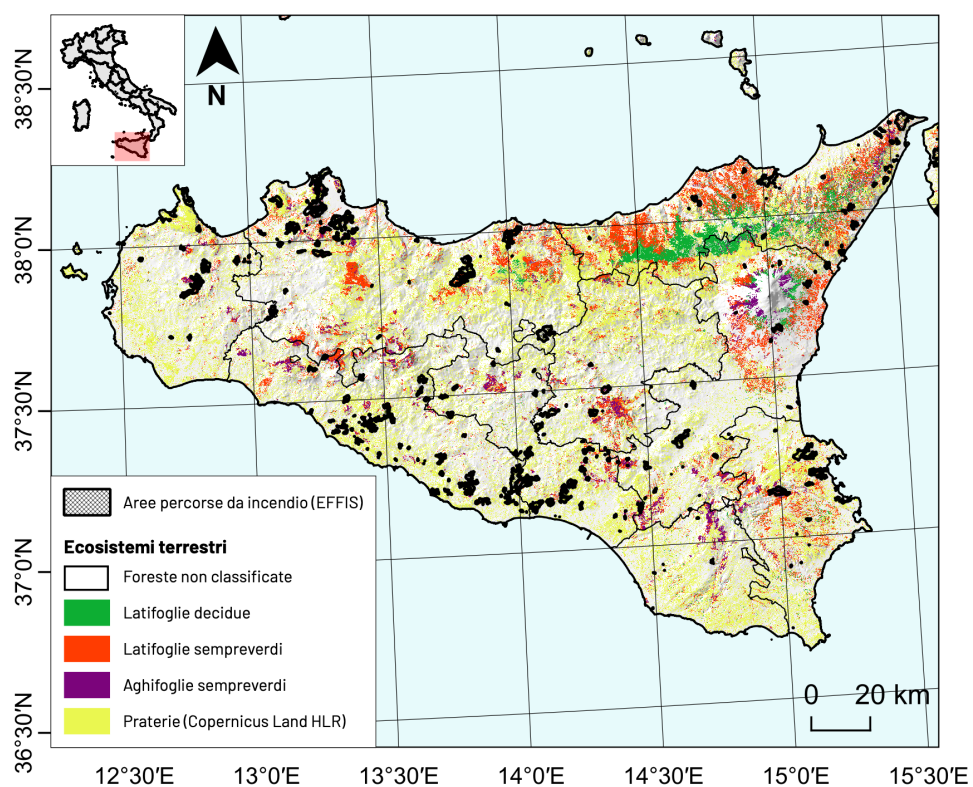 N
38°30'N
38°0'N
37°30'N
37°0'N
36°30'N
Aree percorse da incendio (EFFIS)
Ecosistemi terrestri
Foreste non classificate
Latifoglie decidue
Latifoglie sempreverdi
Aghifoglie sempreverdi
Praterie (Copernicus Land HLR)
0 20 km
12°30'E 13°0'E 13°30'E 14°0'E 14°30'E 15°0'E 15°30'E